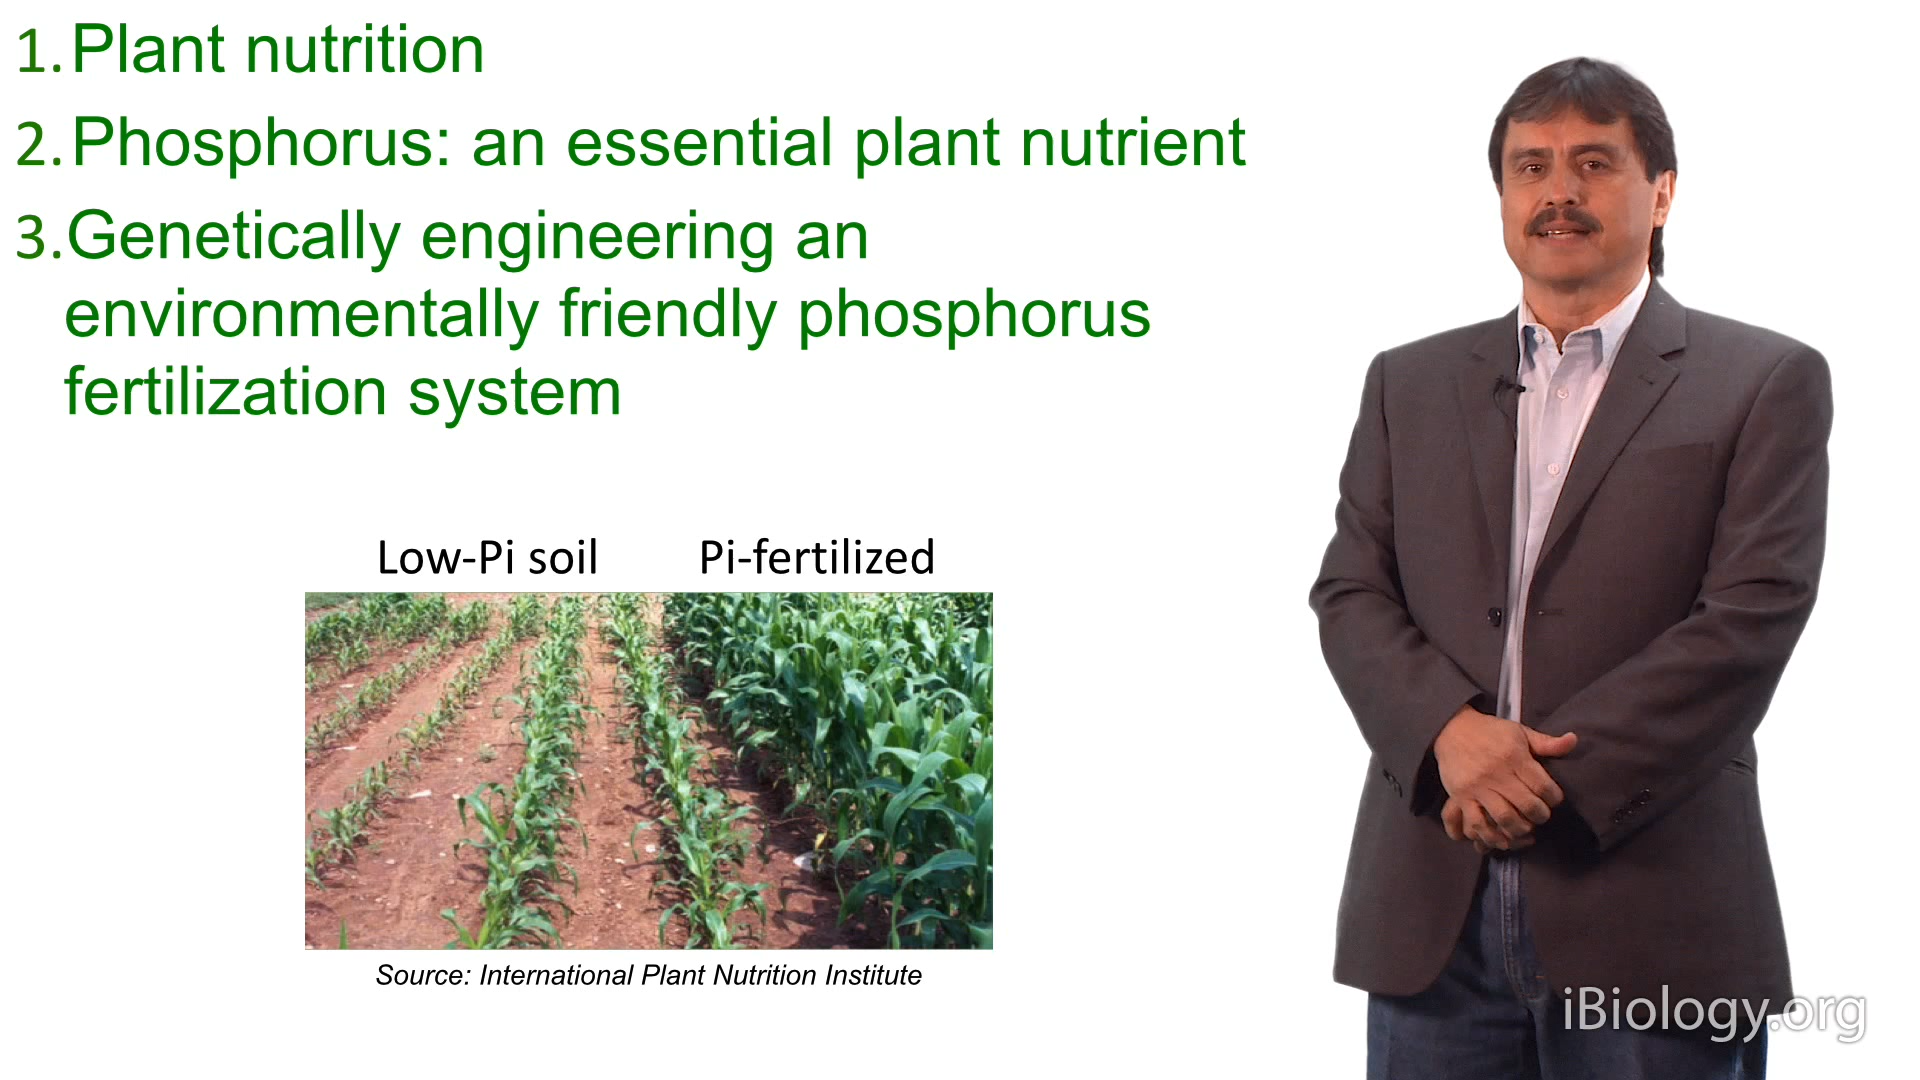 1. Plant nutrition
2. Phosphorus: an essential plant nutrient
3. Genetically engineering an
environmentally friendly phosphorus
fertilization system
Low-Pi soil Pi-fertilized
Source: International Plant Nutrition Institute
iBiology.org